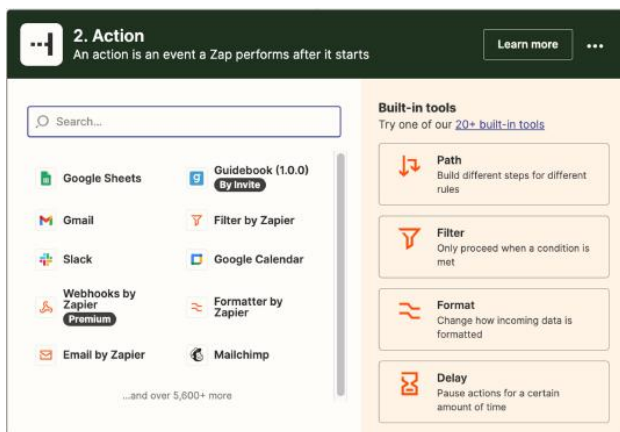 2. Action
An action is an event a Zap performs after it starts
Learn more
Search...
Google Sheets
Guidebook (1.0.0)
By Invite
Gmail
Filter by Zapier
Slack
Google Calendar
Webhooks by
Zapier
Premium
Formatter by
Zapier
Email by Zapier
Mailchimp
...and over 5,600+ more
Built-in tools
Try one of our 20+ built-in tools
Path
Build different steps for different
rules
Filter
Only proceed when a condition is
met
Format
Change how incoming data is
formatted
Delay
Pause actions for a certain
amount of time